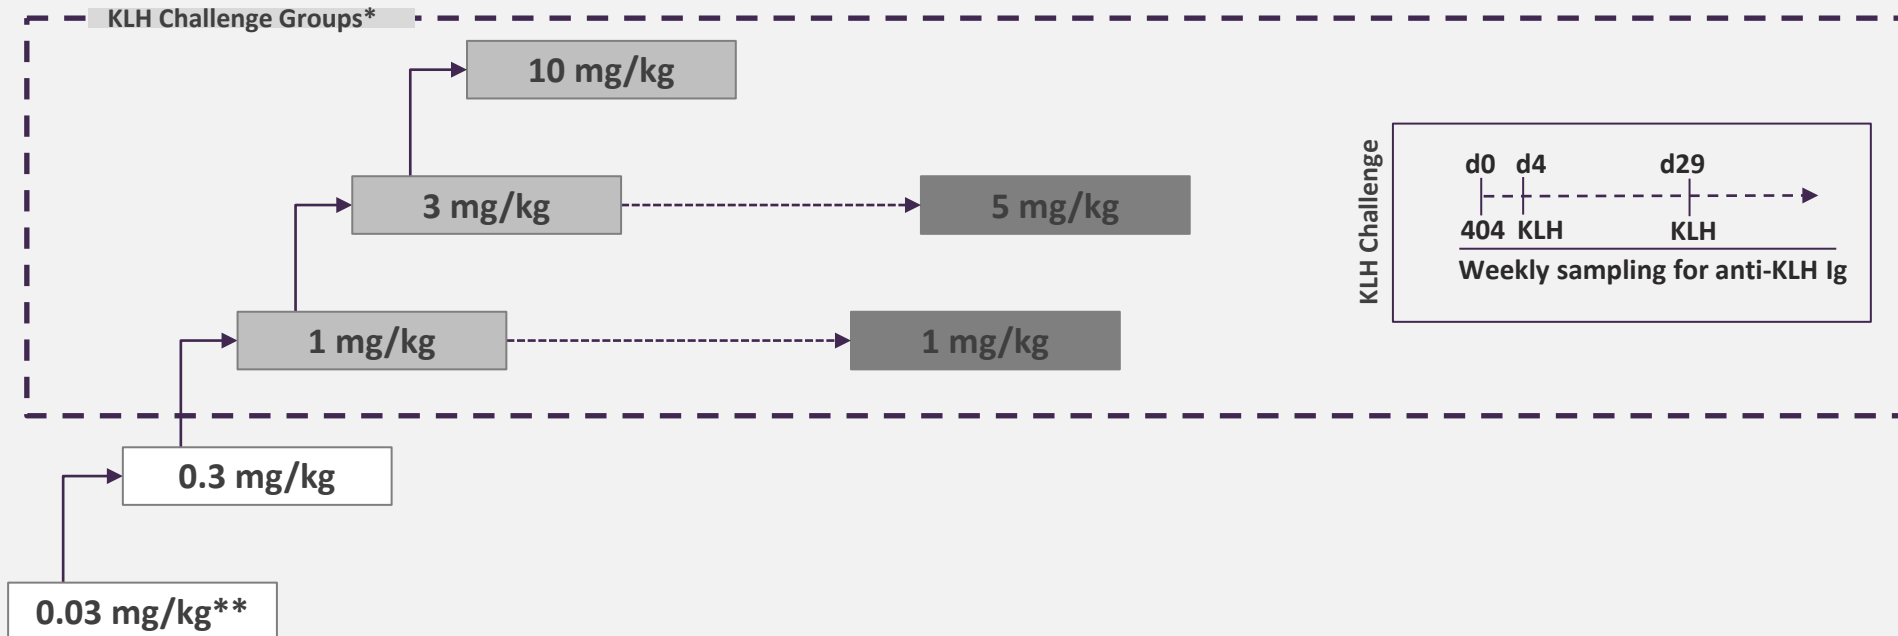 KLH Challenge Groups*
10 mg/kg
3 mg/kg
5 mg/kg
1 mg/kg
1 mg/kg
0.3 mg/kg
0.03 mg/kg**
KLH Challenge
d0 d4 d29
404 KLH KLH
Weekly sampling for anti-KLH Ig